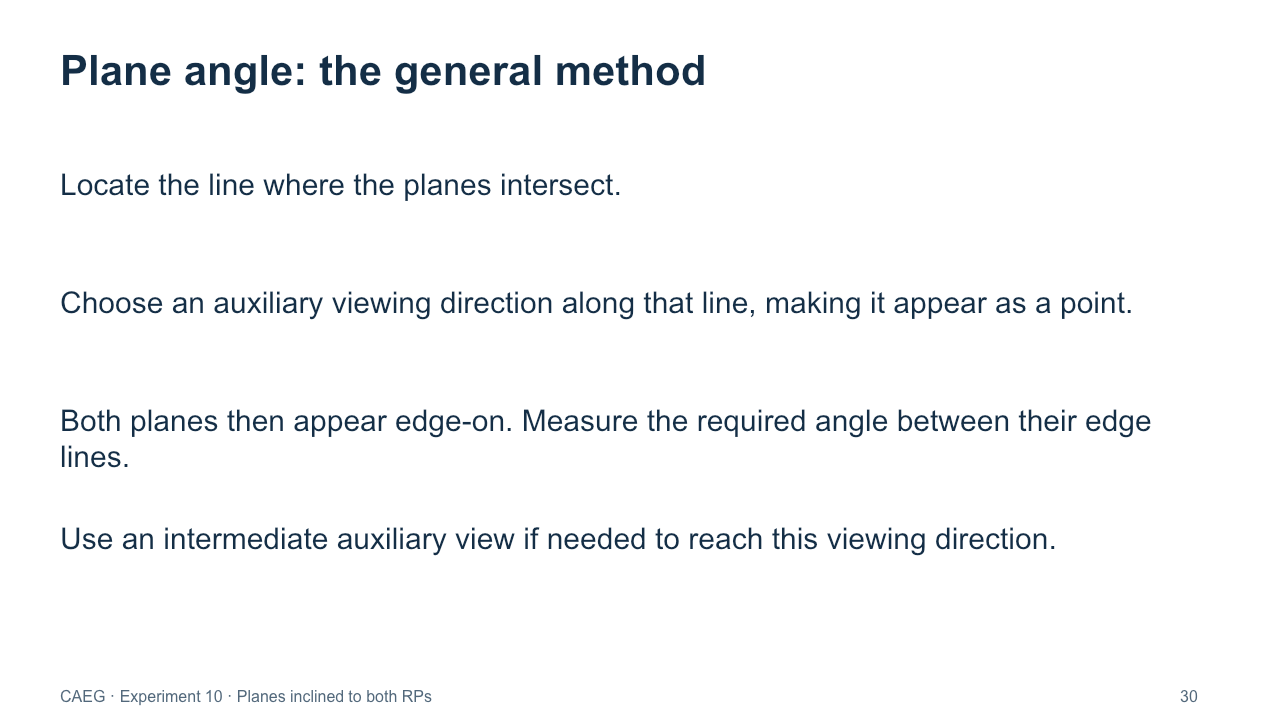 Plane angle: the general method
Locate the line where the planes intersect.
Choose an auxiliary viewing direction along that line, making it appear as a point.
Both planes then appear edge-on. Measure the required angle between their edge
lines.
Use an intermediate auxiliary view if needed to reach this viewing direction.
CAEG · Experiment 10 · Planes inclined to both RPs
30